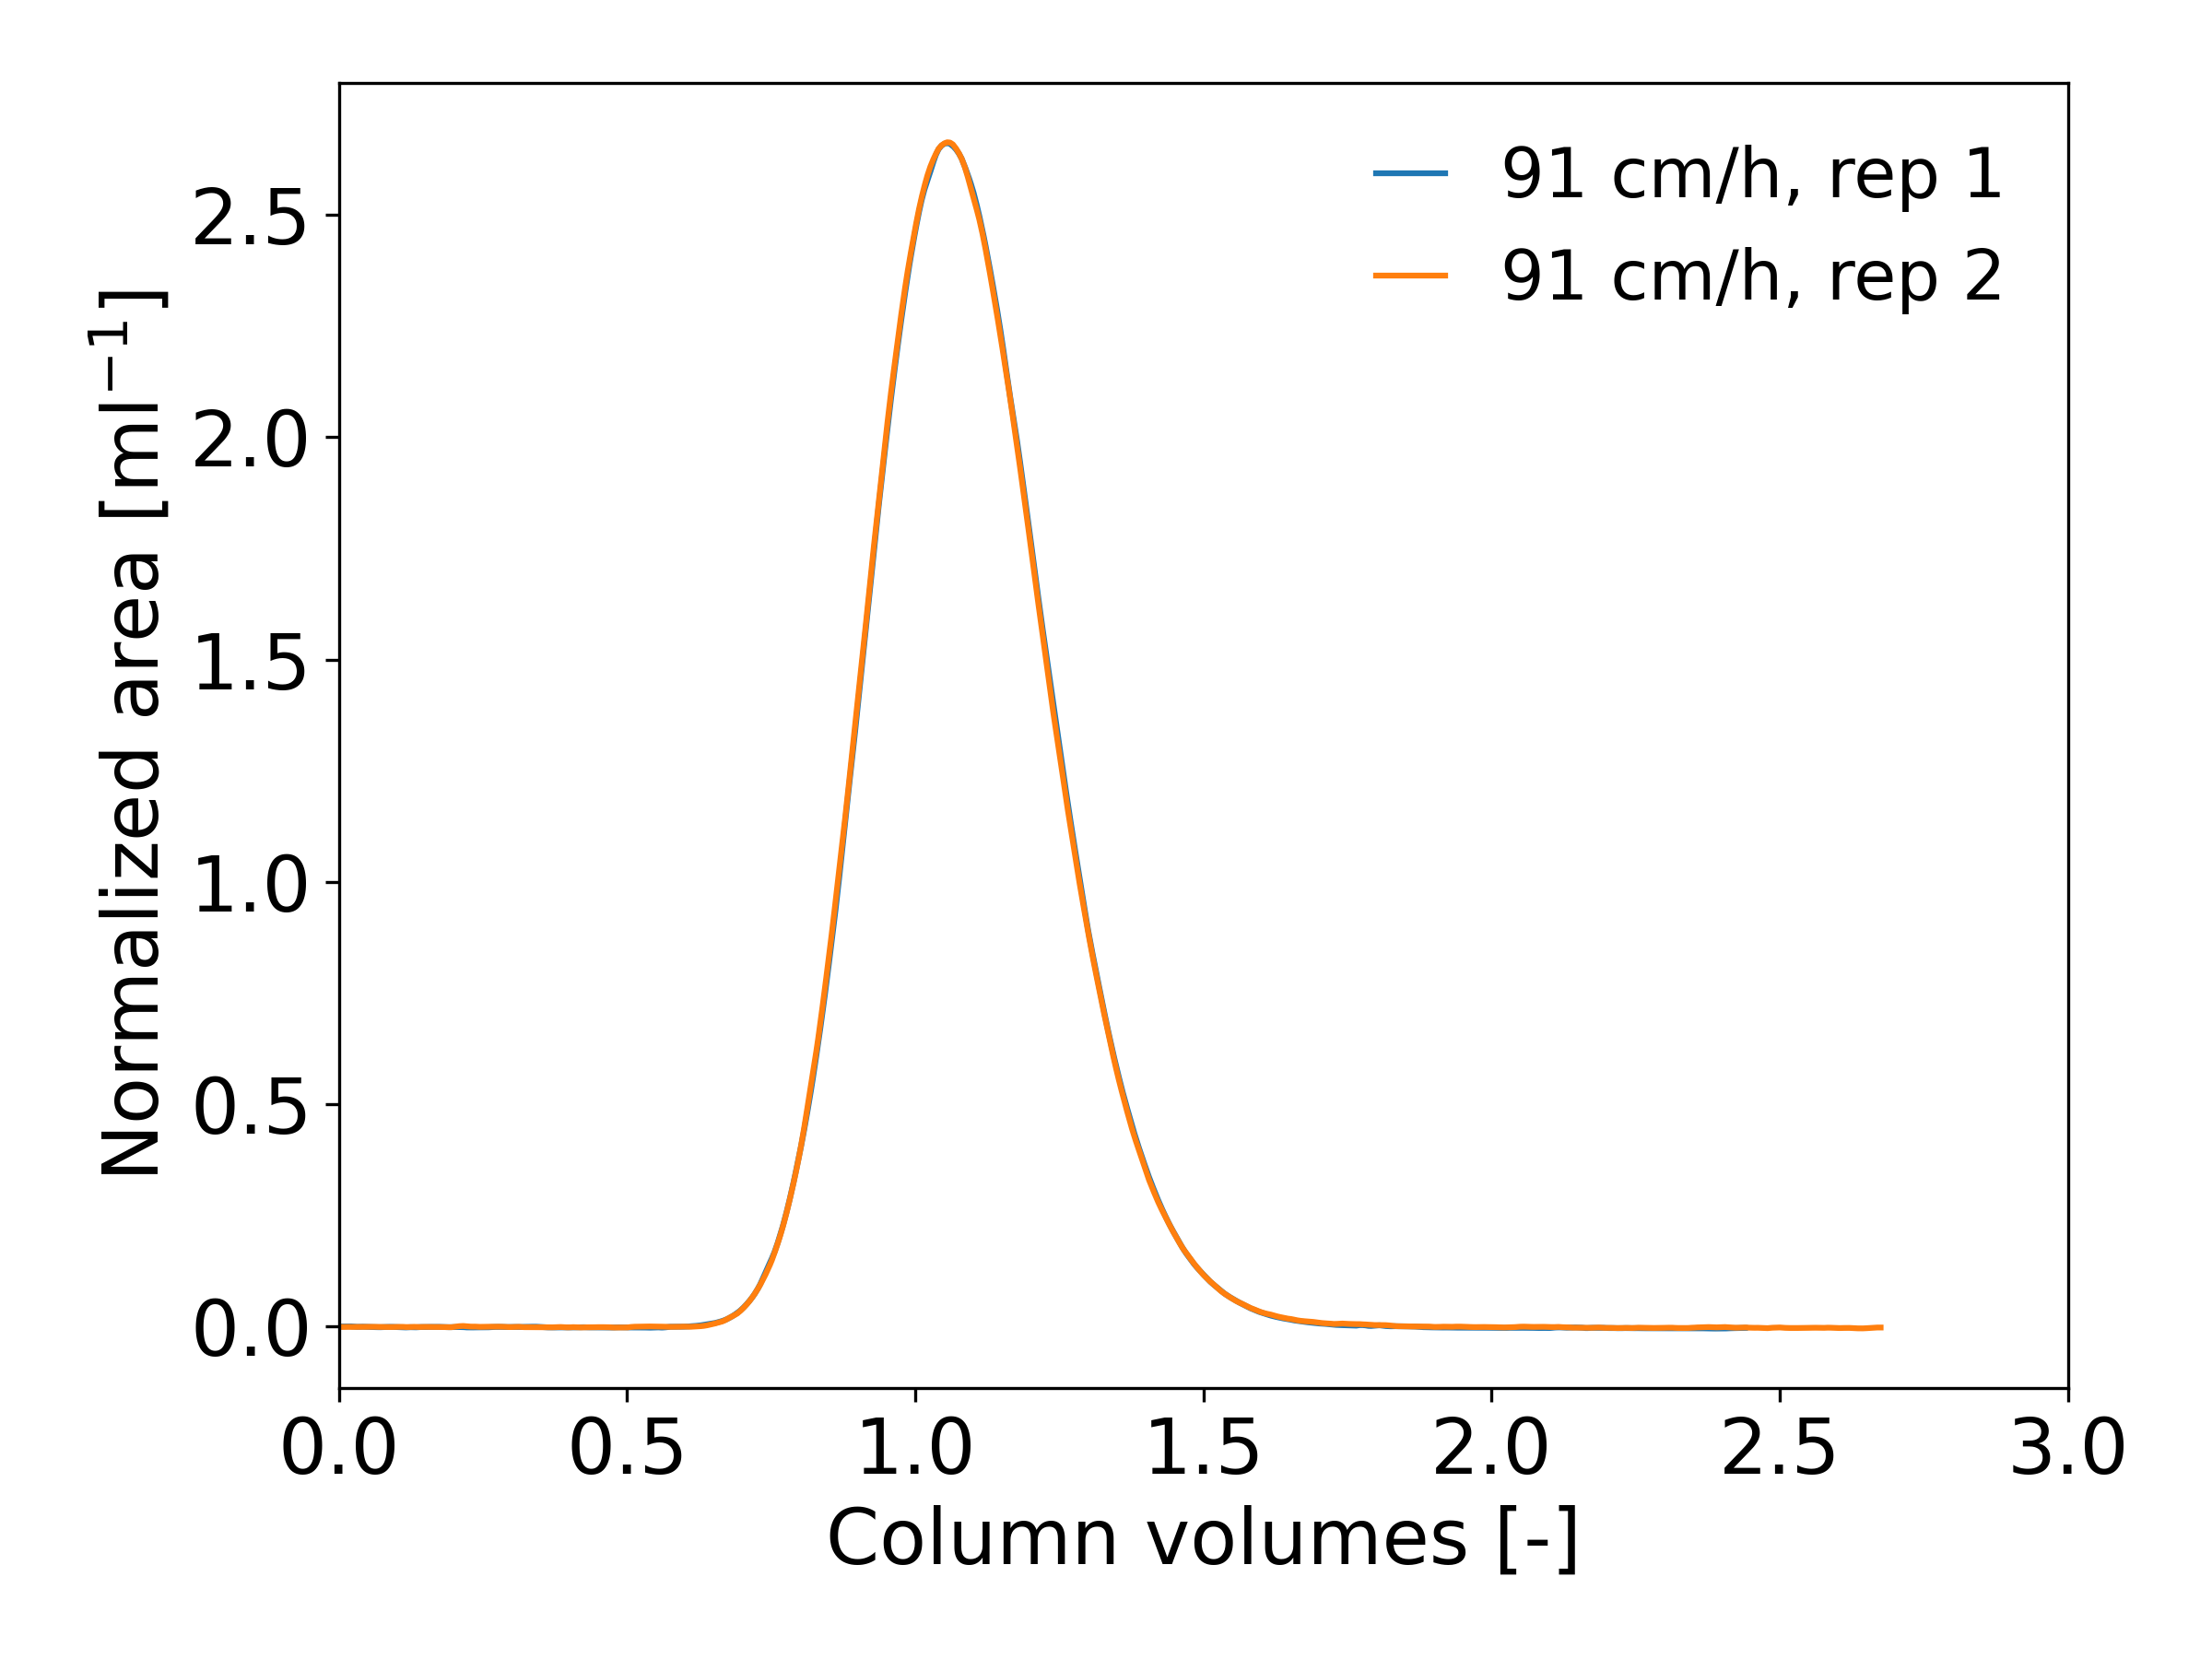 91 cm/h, rep 1
91 cm/h, rep 2
2.5
2.0
1.5
1.0
0.5
0.0
Normalized area [ml⁻¹]
0.0 0.5 1.0 1.5 2.0 2.5 3.0
Column volumes [-]